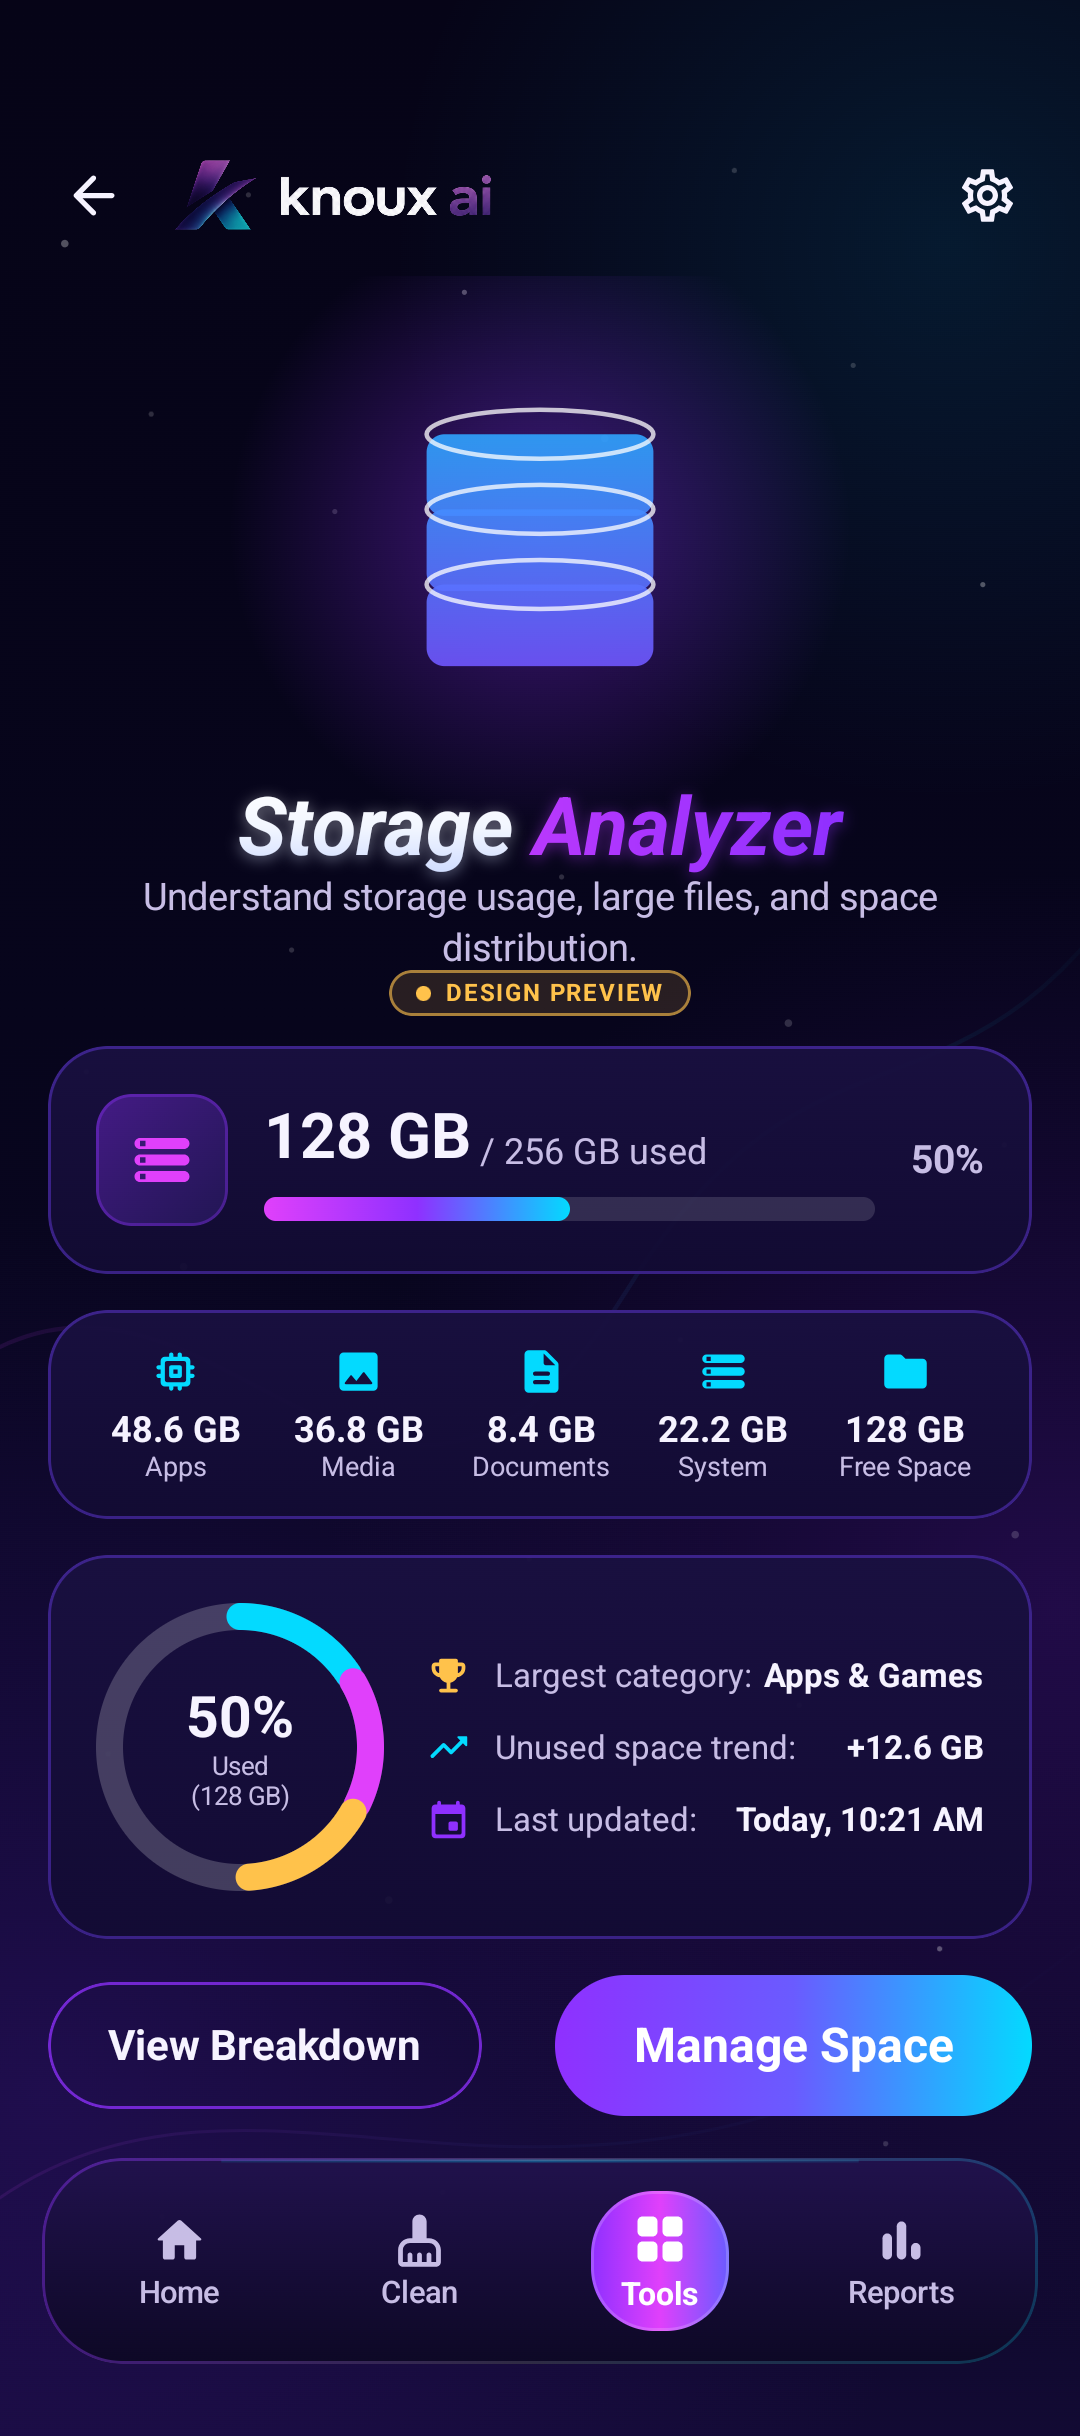 knoux ai
Storage Analyzer
Understand storage usage, large files, and space
distribution.
DESIGN PREVIEW
128 GB / 256 GB used
50%
48.6 GB
Apps
36.8 GB
Media
8.4 GB
Documents
22.2 GB
System
128 GB
Free Space
50%
Used
(128 GB)
Largest category: Apps & Games
Unused space trend: +12.6 GB
Last updated: Today, 10:21 AM
View Breakdown
Manage Space
Home
Clean
Tools
Reports